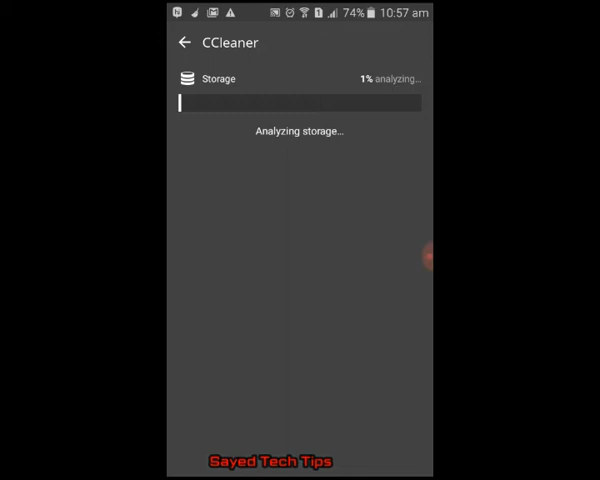 74% 10:57 am
CCleaner
Storage 1% analyzing...
Analyzing storage...
Sayed Tech Tips